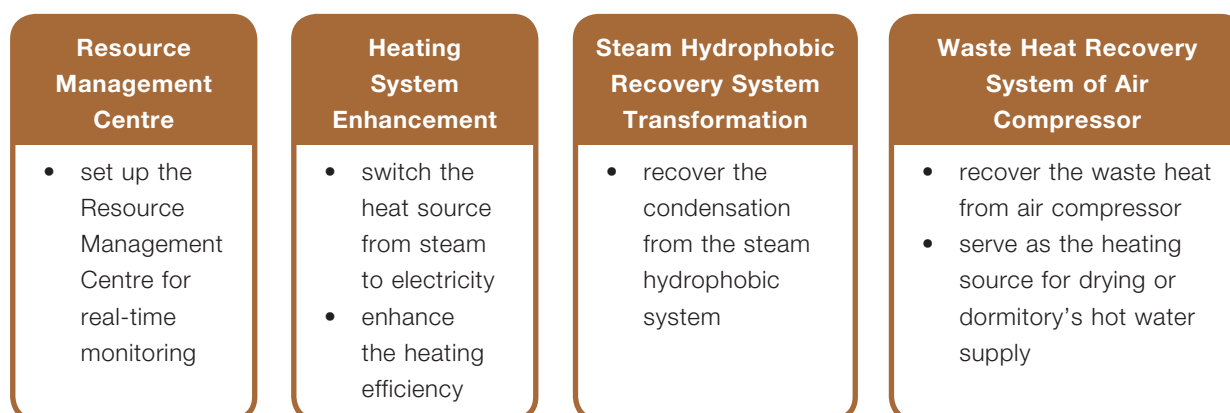 Resource
Management
Centre
• set up the
Resource
Management
Centre for
real-time
monitoring
Heating
System
Enhancement
• switch the
heat source
from steam
to electricity
• enhance
the heating
efficiency
Steam Hydrophobic
Recovery System
Transformation
• recover the
condensation
from the steam
hydrophobic
system
Waste Heat Recovery
System of Air
Compressor
• recover the waste heat
from air compressor
• serve as the heating
source for drying or
dormitory’s hot water
supply